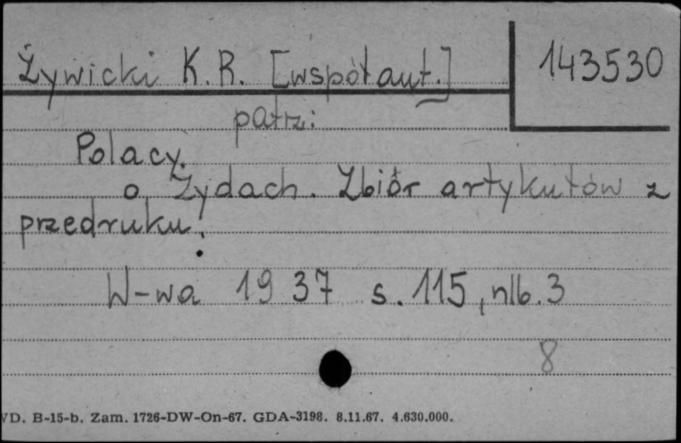 Żywicki K.R. [współaut.] 143530
patrz:
Polacy
o Żydach. Zbiór artykułów z
przedruku.
W-wa 1937 s. 115, nlb. 3
8
VD. B-15-b. Zam. 1726-DW-On-67. GDA-3198. 8.11.67. 4.630.000.